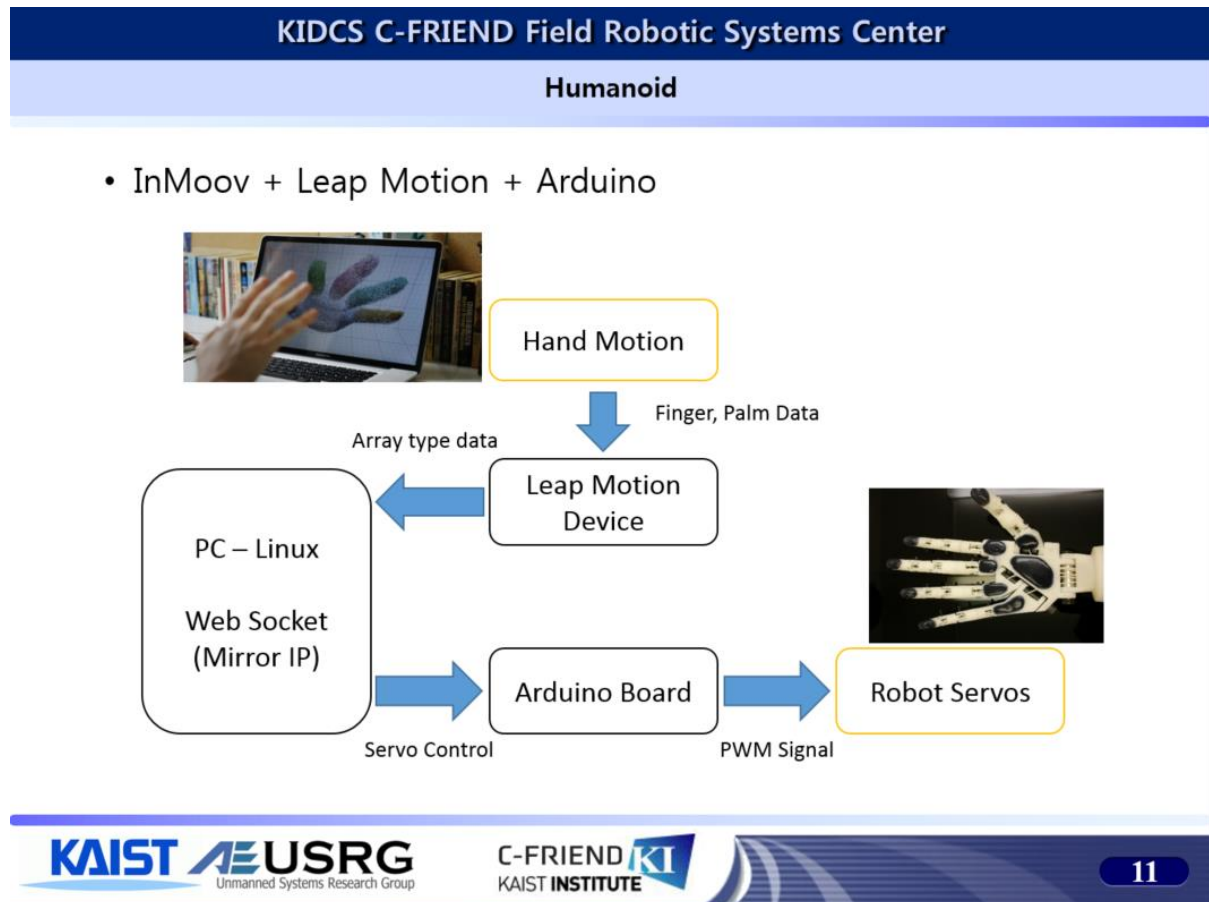 KIDCS C-FRIEND Field Robotic Systems Center
Humanoid
• InMoov + Leap Motion + Arduino
Hand Motion
Finger, Palm Data
Array type data
Leap Motion
Device
PC – Linux
Web Socket
(Mirror IP)
Arduino Board
Robot Servos
Servo Control
PWM Signal
KAIST
AEUSRG
Unmanned Systems Research Group
C-FRIEND KI
KAIST INSTITUTE
11